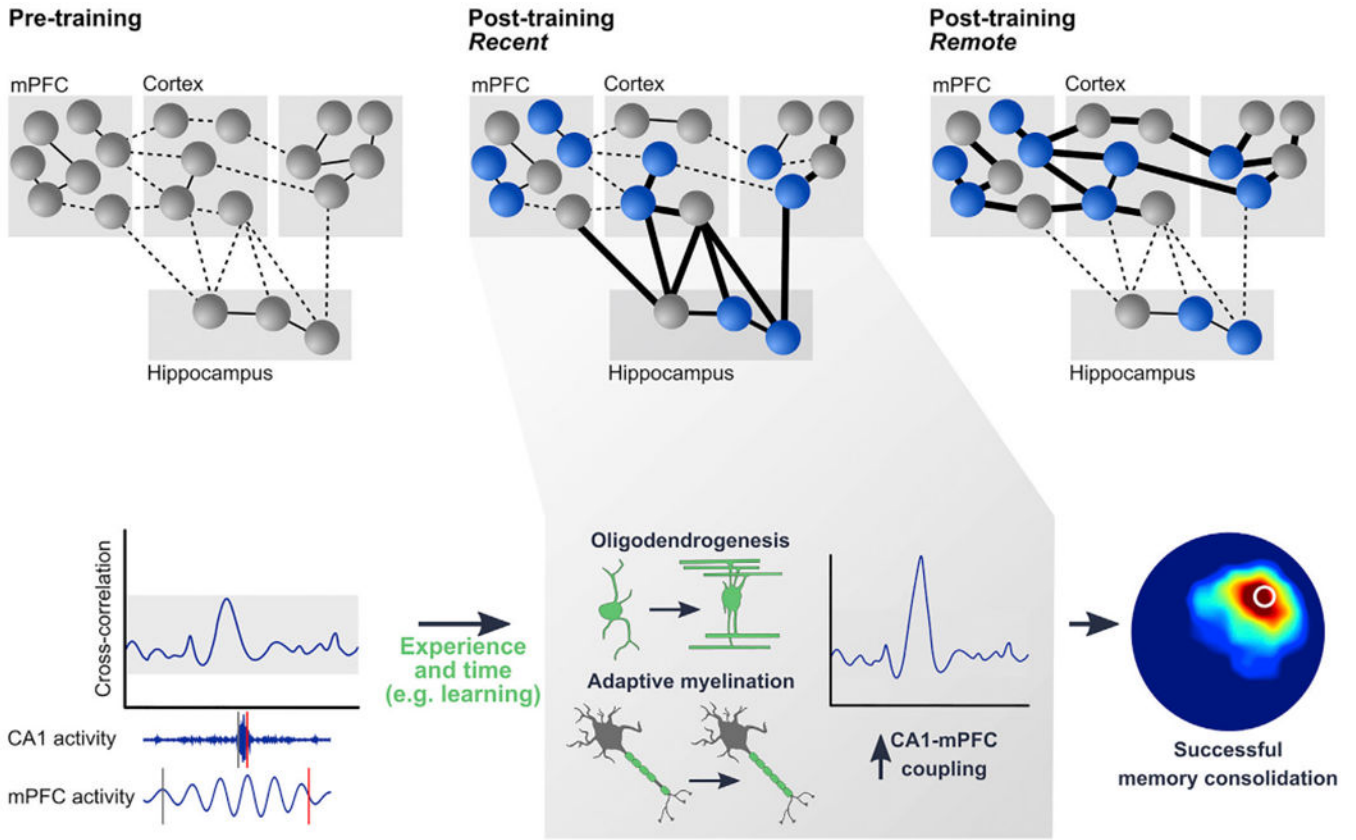 Pre-training
Post-training
Recent
Post-training
Remote
mPFC
Cortex
mPFC
Cortex
mPFC
Cortex
Hippocampus
Hippocampus
Hippocampus
Cross-correlation
CA1 activity
mPFC activity
Experience
and time
(e.g. learning)
Oligodendrogenesis
Adaptive myelination
CA1-mPFC
coupling
Successful
memory consolidation